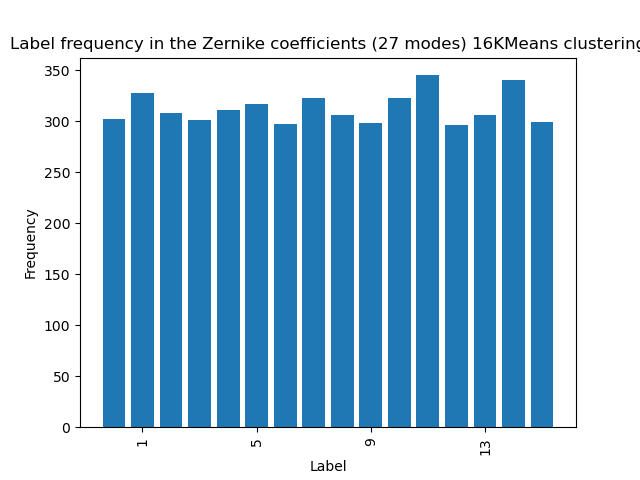 Label frequency in the Zernike coefficients (27 modes) 16KMeans clustering
350
300
250
200
150
100
50
0
Frequency
1 5 9 13
Label